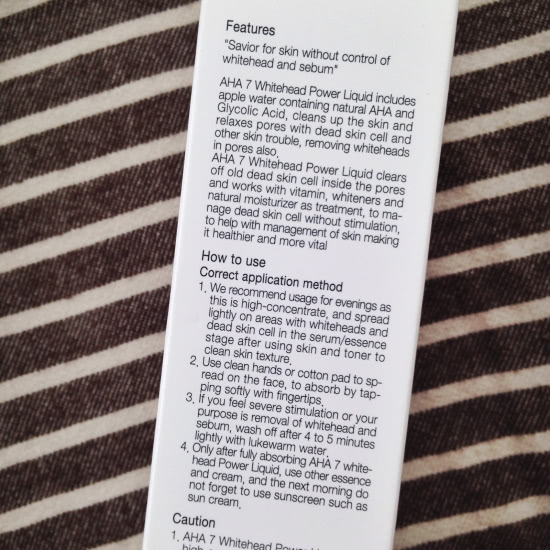 Features
"Savior for skin without control of
whitehead and sebum"
AHA 7 Whitehead Power Liquid includes
apple water containing natural AHA and
Glycolic Acid, cleans up the skin and
relaxes pores with dead skin cell and
other skin trouble, removing whiteheads
in pores also.
AHA 7 Whitehead Power Liquid clears
off old dead skin cell inside the pores
and works with vitamin, whiteners and
natural moisturizer as treatment, to ma-
nage dead skin cell without stimulation,
to help with management of skin making
it healthier and more vital
How to use
Correct application method
1. We recommend usage for evenings as
this is high-concentrate, and spread
lightly on areas with whiteheads and
dead skin cell in the serum/essence
stage after using skin and toner to
clean skin texture.
2. Use clean hands or cotton pad to sp-
read on the face, to absorb by tap-
ping softly with fingertips.
3. If you feel severe stimulation or your
purpose is removal of whitehead and
sebum, wash off after 4 to 5 minutes
lightly with lukewarm water.
4. Only after fully absorbing AHA 7 white-
head Power Liquid, use other essence
and cream, and the next morning do
not forget to use sunscreen such as
sun cream.
Caution
1. AHA 7 Whitehead Power